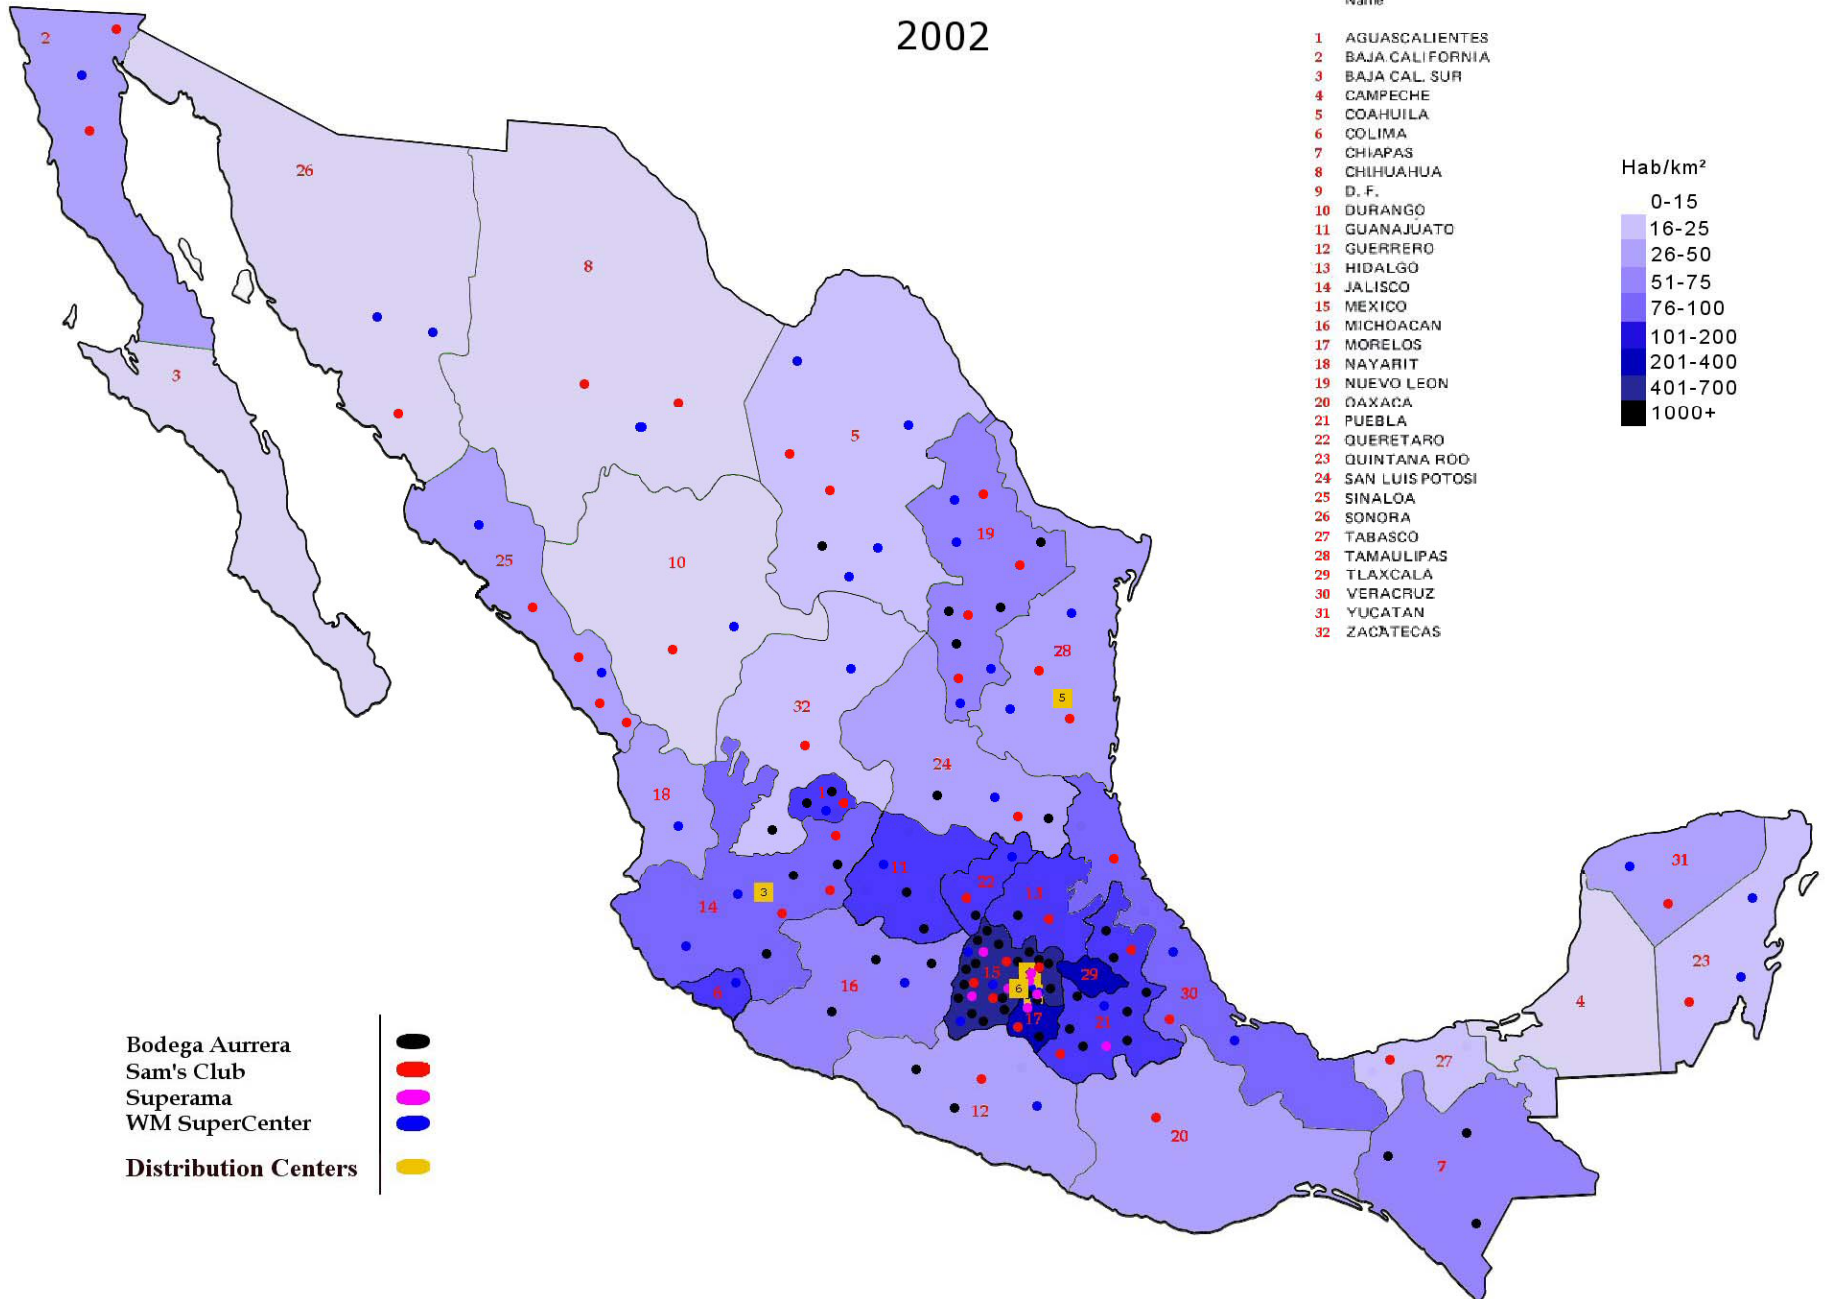 2002
Name
1 AGUASCALIENTES
2 BAJA CALIFORNIA
3 BAJA CAL. SUR
4 CAMPECHE
5 COAHUILA
6 COLIMA
7 CHIAPAS
8 CHIHUAHUA
9 D. F.
10 DURANGO
11 GUANAJUATO
12 GUERRERO
13 HIDALGO
14 JALISCO
15 MEXICO
16 MICHOACAN
17 MORELOS
18 NAYARIT
19 NUEVO LEON
20 OAXACA
21 PUEBLA
22 QUERETARO
23 QUINTANA ROO
24 SAN LUIS POTOSI
25 SINALOA
26 SONORA
27 TABASCO
28 TAMAULIPAS
29 TLAXCALA
30 VERACRUZ
31 YUCATAN
32 ZACATECAS
Hab/km²
0-15
16-25
26-50
51-75
76-100
101-200
201-400
401-700
1000+
2
26
8
3
5
19
25
10
28
5
32
24
18
1
11
31
22
13
3
14
23
15
29
16
6
6
30
4
17
21
27
12
20
7
Bodega Aurrera
Sam's Club
Superama
WM SuperCenter
Distribution Centers